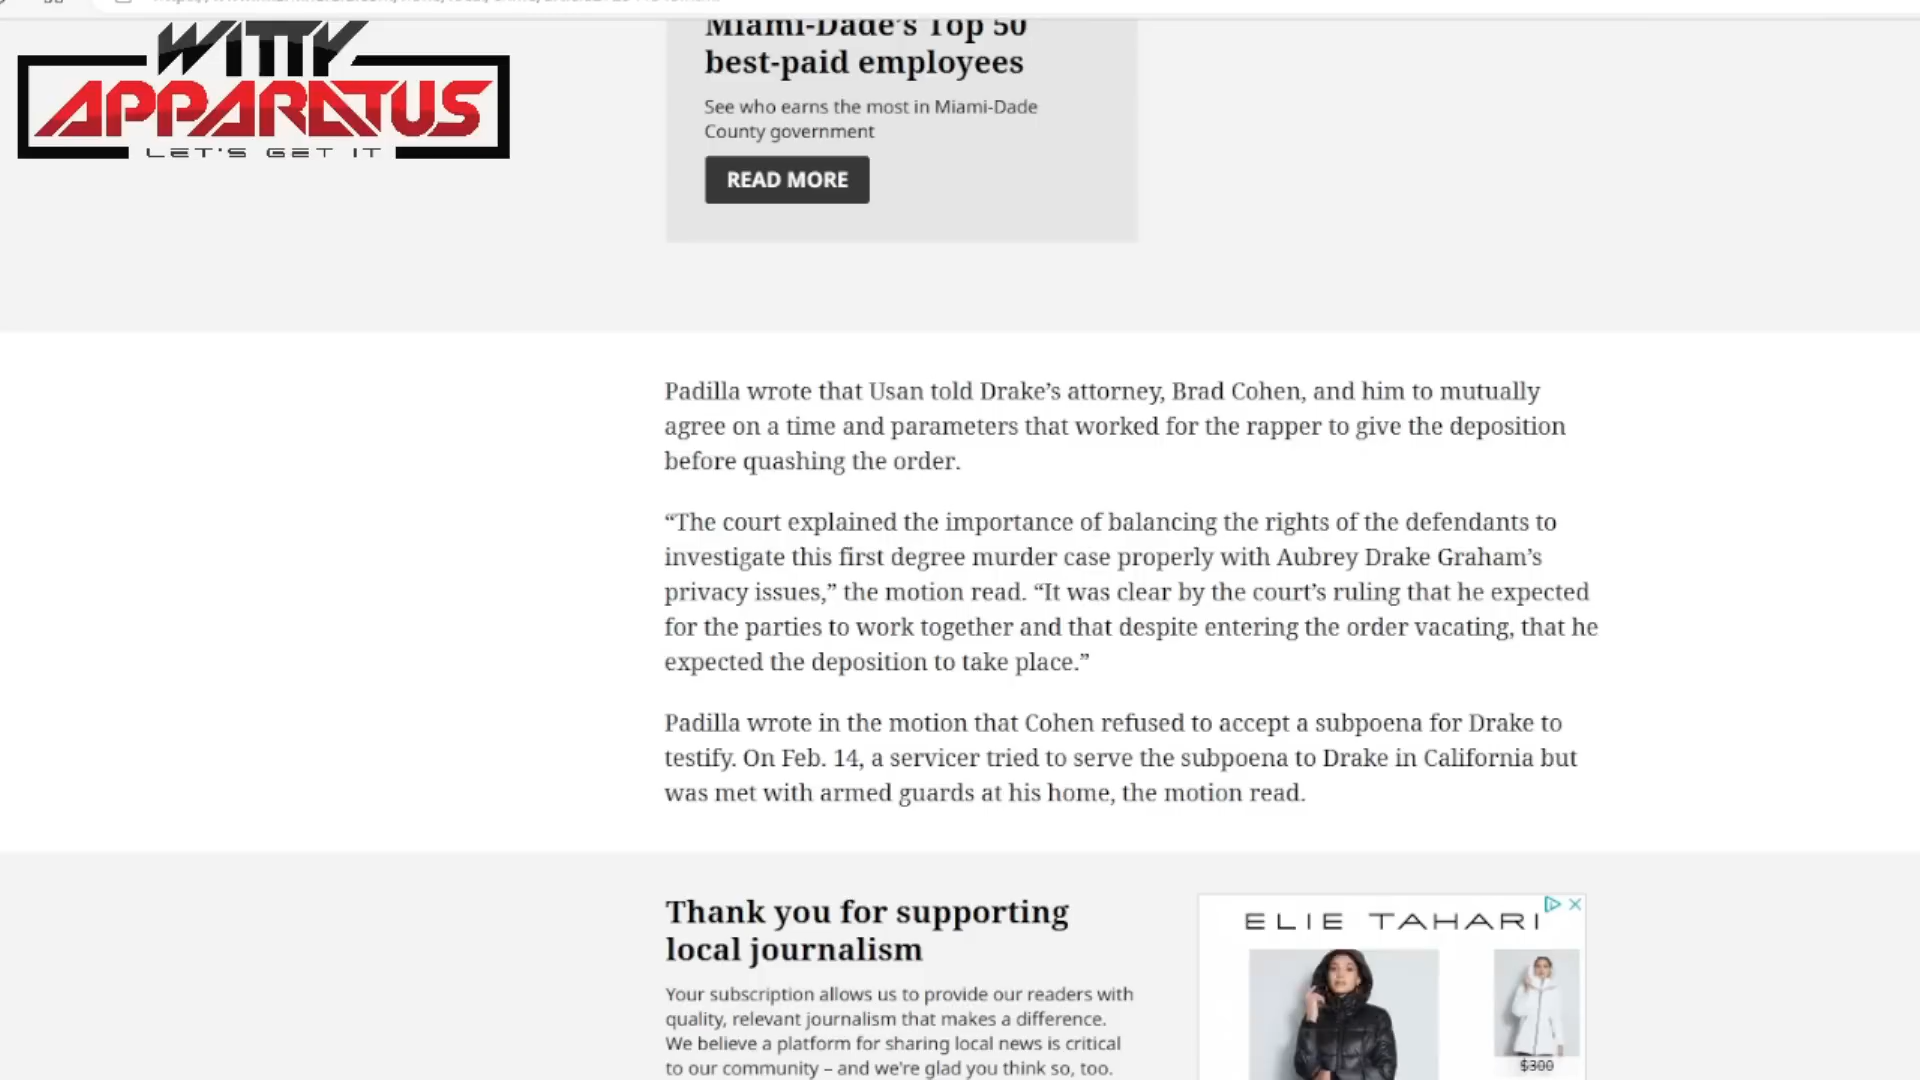 WITTY
APPARATUS
LET'S GET IT
Miami-Dade's Top 50
best-paid employees
See who earns the most in Miami-Dade
County government
READ MORE
Padilla wrote that Usan told Drake’s attorney, Brad Cohen, and him to mutually
agree on a time and parameters that worked for the rapper to give the deposition
before quashing the order.
“The court explained the importance of balancing the rights of the defendants to
investigate this first degree murder case properly with Aubrey Drake Graham’s
privacy issues,” the motion read. “It was clear by the court’s ruling that he expected
for the parties to work together and that despite entering the order vacating, that he
expected the deposition to take place.”
Padilla wrote in the motion that Cohen refused to accept a subpoena for Drake to
testify. On Feb. 14, a servicer tried to serve the subpoena to Drake in California but
was met with armed guards at his home, the motion read.
Thank you for supporting
local journalism
Your subscription allows us to provide our readers with
quality, relevant journalism that makes a difference.
We believe a platform for sharing local news is critical
to our community – and we're glad you think so, too.
ELIE TAHARI
$300